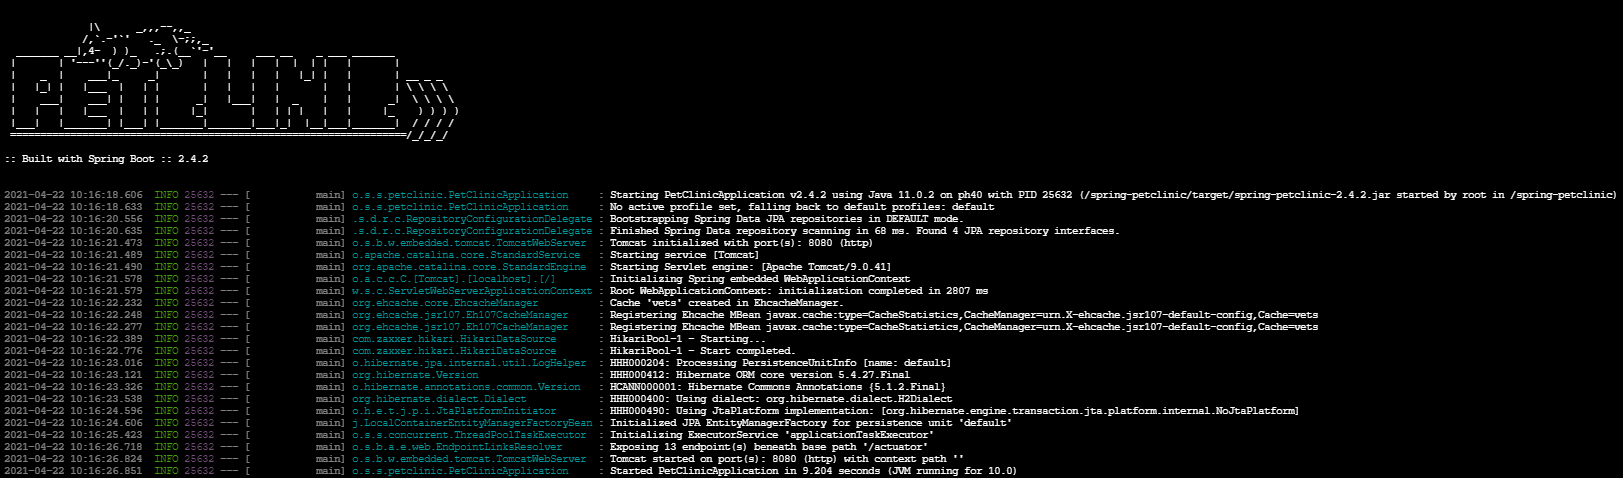 :: Built with Spring Boot :: 2.4.2
2021-04-22 10:16:18.606  INFO 25632 --- [           main] o.s.s.petclinic.PetClinicApplication     : Starting PetClinicApplication v2.4.2 using Java 11.0.2 on ph40 with PID 25632 (/spring-petclinic/target/spring-petclinic-2.4.2.jar started by root in /spring-petclinic)
2021-04-22 10:16:18.633  INFO 25632 --- [           main] o.s.s.petclinic.PetClinicApplication     : No active profile set, falling back to default profiles: default
2021-04-22 10:16:20.556  INFO 25632 --- [           main] .s.d.r.c.RepositoryConfigurationDelegate : Bootstrapping Spring Data JPA repositories in DEFAULT mode.
2021-04-22 10:16:20.635  INFO 25632 --- [           main] .s.d.r.c.RepositoryConfigurationDelegate : Finished Spring Data repository scanning in 68 ms. Found 4 JPA repository interfaces.
2021-04-22 10:16:21.473  INFO 25632 --- [           main] o.s.b.w.embedded.tomcat.TomcatWebServer  : Tomcat initialized with port(s): 8080 (http)
2021-04-22 10:16:21.489  INFO 25632 --- [           main] o.apache.catalina.core.StandardService   : Starting service [Tomcat]
2021-04-22 10:16:21.490  INFO 25632 --- [           main] org.apache.catalina.core.StandardEngine  : Starting Servlet engine: [Apache Tomcat/9.0.41]
2021-04-22 10:16:21.578  INFO 25632 --- [           main] o.a.c.c.C.[Tomcat].[localhost].[/]       : Initializing Spring embedded WebApplicationContext
2021-04-22 10:16:21.579  INFO 25632 --- [           main] w.s.c.ServletWebServerApplicationContext : Root WebApplicationContext: initialization completed in 2807 ms
2021-04-22 10:16:22.232  INFO 25632 --- [           main] org.ehcache.core.EhcacheManager          : Cache 'vets' created in EhcacheManager.
2021-04-22 10:16:22.248  INFO 25632 --- [           main] org.ehcache.jsr107.Eh107CacheManager     : Registering Ehcache MBean javax.cache:type=CacheStatistics,CacheManager=urn.X-ehcache.jsr107-default-config,Cache=vets
2021-04-22 10:16:22.277  INFO 25632 --- [           main] org.ehcache.jsr107.Eh107CacheManager     : Registering Ehcache MBean javax.cache:type=CacheStatistics,CacheManager=urn.X-ehcache.jsr107-default-config,Cache=vets
2021-04-22 10:16:22.389  INFO 25632 --- [           main] com.zaxxer.hikari.HikariDataSource       : HikariPool-1 - Starting...
2021-04-22 10:16:22.776  INFO 25632 --- [           main] com.zaxxer.hikari.HikariDataSource       : HikariPool-1 - Start completed.
2021-04-22 10:16:23.016  INFO 25632 --- [           main] o.hibernate.jpa.internal.util.LogHelper  : HHH000204: Processing PersistenceUnitInfo [name: default]
2021-04-22 10:16:23.121  INFO 25632 --- [           main] org.hibernate.Version                    : HHH000412: Hibernate ORM core version 5.4.27.Final
2021-04-22 10:16:23.326  INFO 25632 --- [           main] o.hibernate.annotations.common.Version   : HCANN000001: Hibernate Commons Annotations {5.1.2.Final}
2021-04-22 10:16:23.538  INFO 25632 --- [           main] org.hibernate.dialect.Dialect            : HHH000400: Using dialect: org.hibernate.dialect.H2Dialect
2021-04-22 10:16:24.596  INFO 25632 --- [           main] o.h.e.t.j.p.i.JtaPlatformInitiator       : HHH000490: Using JtaPlatform implementation: [org.hibernate.engine.transaction.jta.platform.internal.NoJtaPlatform]
2021-04-22 10:16:24.606  INFO 25632 --- [           main] j.LocalContainerEntityManagerFactoryBean : Initialized JPA EntityManagerFactory for persistence unit 'default'
2021-04-22 10:16:25.423  INFO 25632 --- [           main] o.s.s.concurrent.ThreadPoolTaskExecutor  : Initializing ExecutorService 'applicationTaskExecutor'
2021-04-22 10:16:26.718  INFO 25632 --- [           main] o.s.b.a.e.web.EndpointLinksResolver      : Exposing 13 endpoint(s) beneath base path '/actuator'
2021-04-22 10:16:26.824  INFO 25632 --- [           main] o.s.b.w.embedded.tomcat.TomcatWebServer  : Tomcat started on port(s): 8080 (http) with context path ''
2021-04-22 10:16:26.851  INFO 25632 --- [           main] o.s.s.petclinic.PetClinicApplication     : Started PetClinicApplication in 9.204 seconds (JVM running for 10.0)